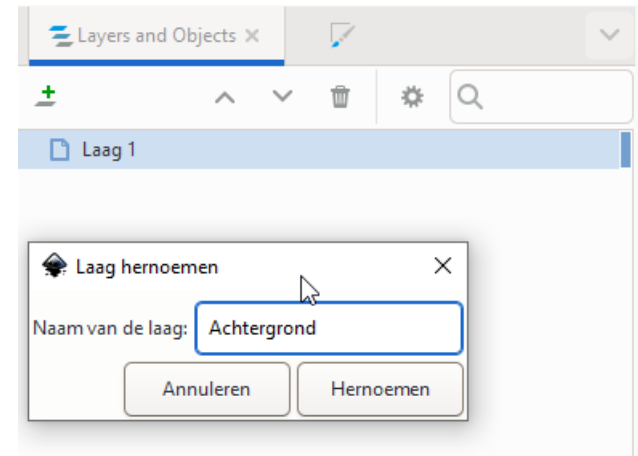 Layers and Objects
Laag 1
Laag hernoemen
Naam van de laag: Achtergrond
Annuleren Hernoemen